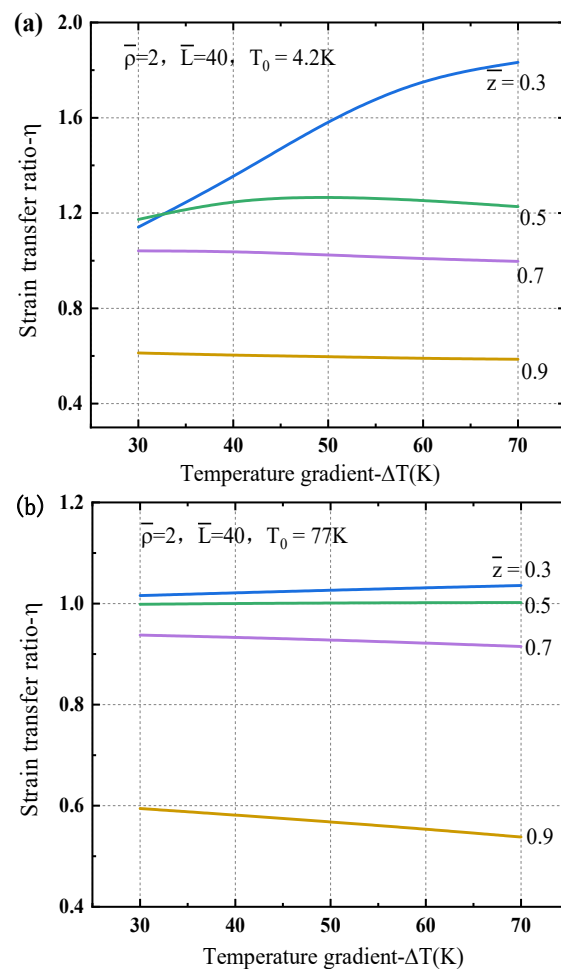 (a)
ρ̅=2, L̅=40, T₀ = 4.2K
z̅ = 0.3
0.5
0.7
0.9
2.0
1.6
1.2
0.8
0.4
Strain transfer ratio-η
30 40 50 60 70
Temperature gradient-ΔT(K)
(b)
ρ̅=2, L̅=40, T₀ = 77K
z̅ = 0.3
0.5
0.7
0.9
1.2
1.0
0.8
0.6
0.4
Strain transfer ratio-η
30 40 50 60 70
Temperature gradient-ΔT(K)